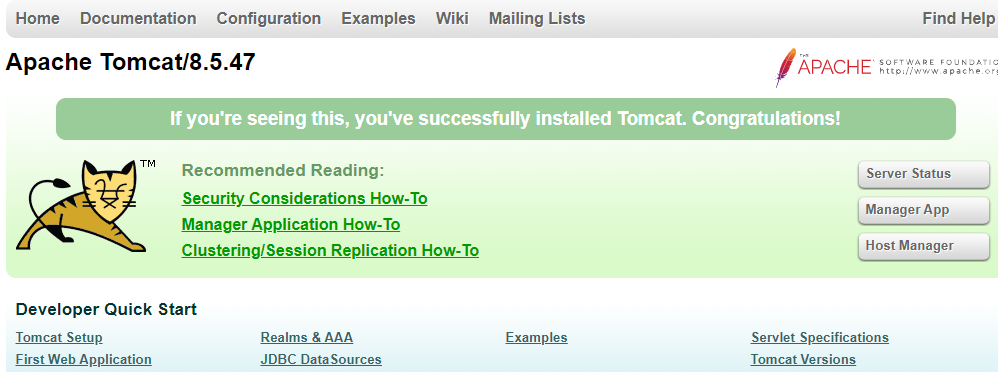 Home Documentation Configuration Examples Wiki Mailing Lists Find Help
Apache Tomcat/8.5.47
THE
APACHE SOFTWARE FOUNDATIO
http://www.apache.org
If you're seeing this, you've successfully installed Tomcat. Congratulations!
TM
Recommended Reading:
Security Considerations How-To
Manager Application How-To
Clustering/Session Replication How-To
Server Status
Manager App
Host Manager
Developer Quick Start
Tomcat Setup Realms & AAA Examples Servlet Specifications
First Web Application JDBC DataSources Tomcat Versions